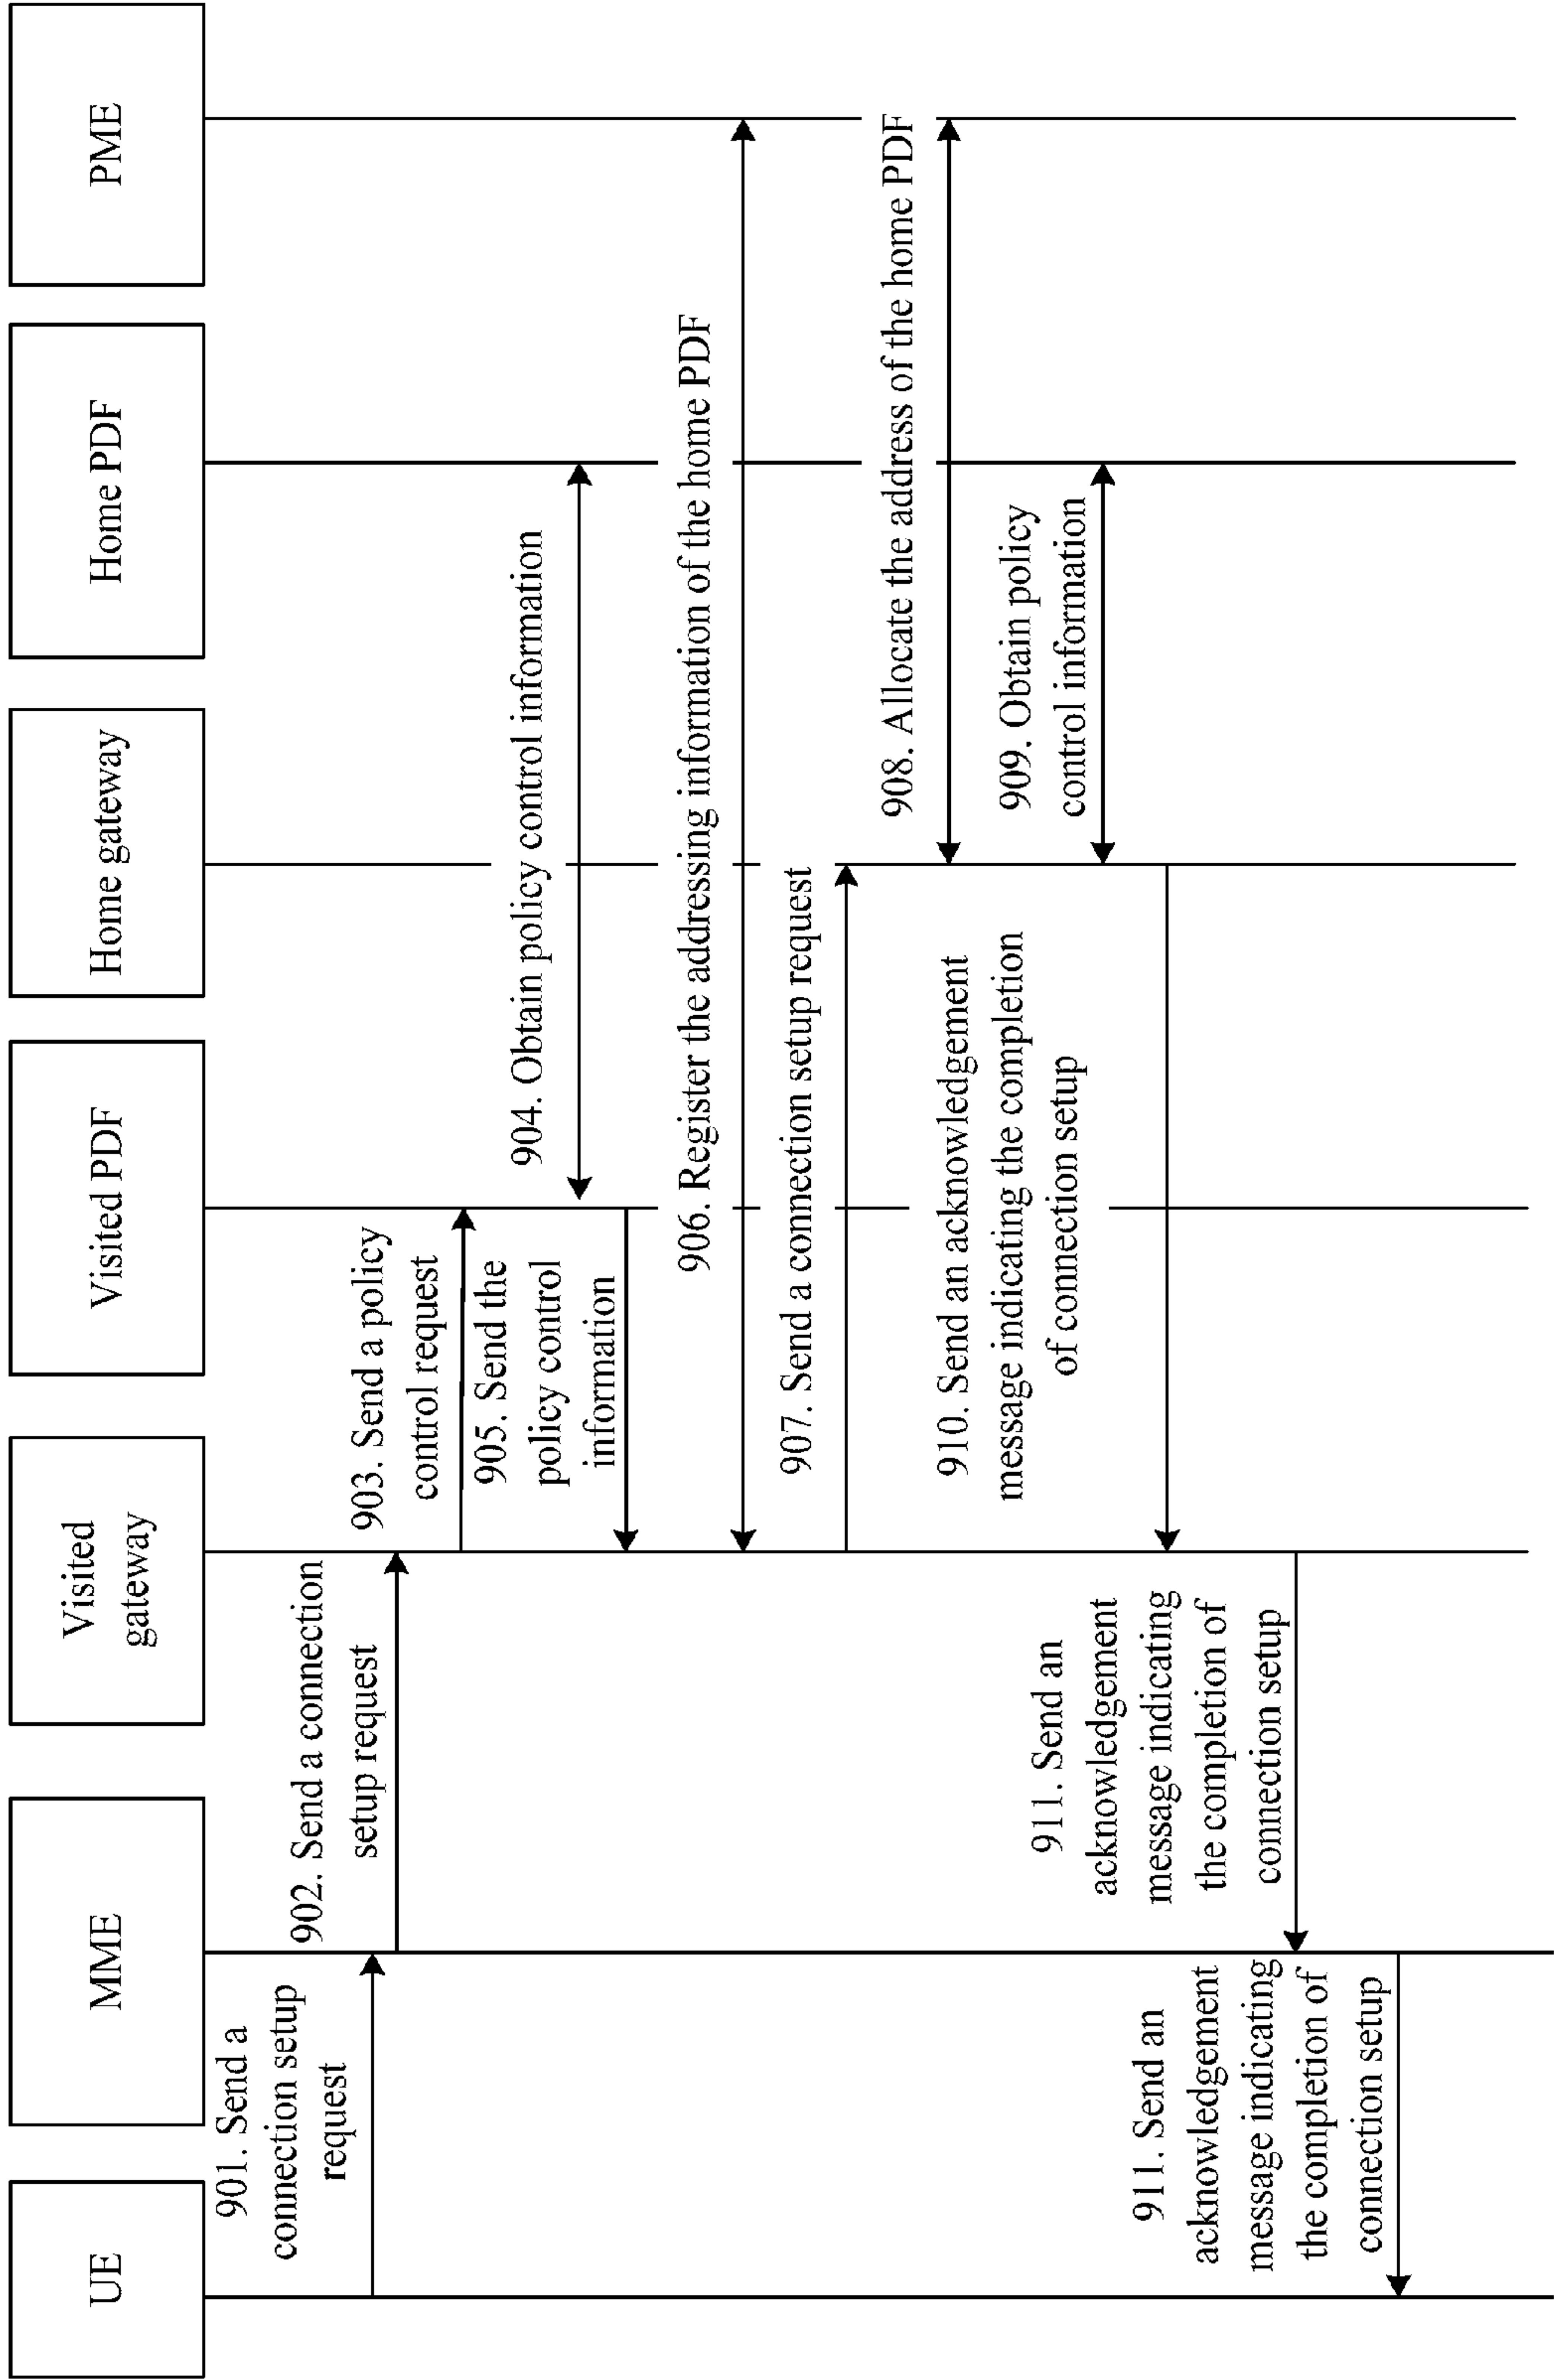 UE
MME
Visited
gateway
Visited PDF
Home gateway
Home PDF
PME
901. Send a
connection setup
request
902. Send a connection
setup request
903. Send a policy
control request
904. Obtain policy control information
905. Send the
policy control
information
906. Register the addressing information of the home PDF
907. Send a connection setup request
908. Allocate the address of the home PDF
909. Obtain policy
control information
910. Send an acknowledgement
message indicating the completion
of connection setup
911. Send an
acknowledgement
message indicating
the completion of
connection setup
911. Send an
acknowledgement
message indicating
the completion of
connection setup